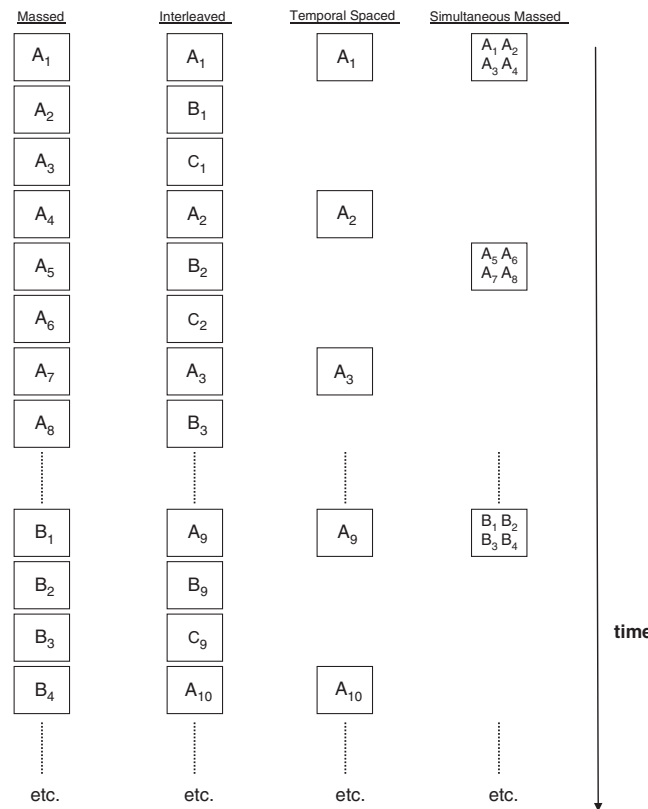 Massed Interleaved Temporal Spaced Simultaneous Massed
A1 A1 A1 A1 A2
A3 A4
A2 B1
A3 C1
A4 A2 A2
A5 B2 A5 A6
A7 A8
A6 C2
A7 A3 A3
A8 B3
B1 A9 A9 B1 B2
B3 B4
B2 B9
B3 C9
time
B4 A10 A10
etc. etc. etc. etc.